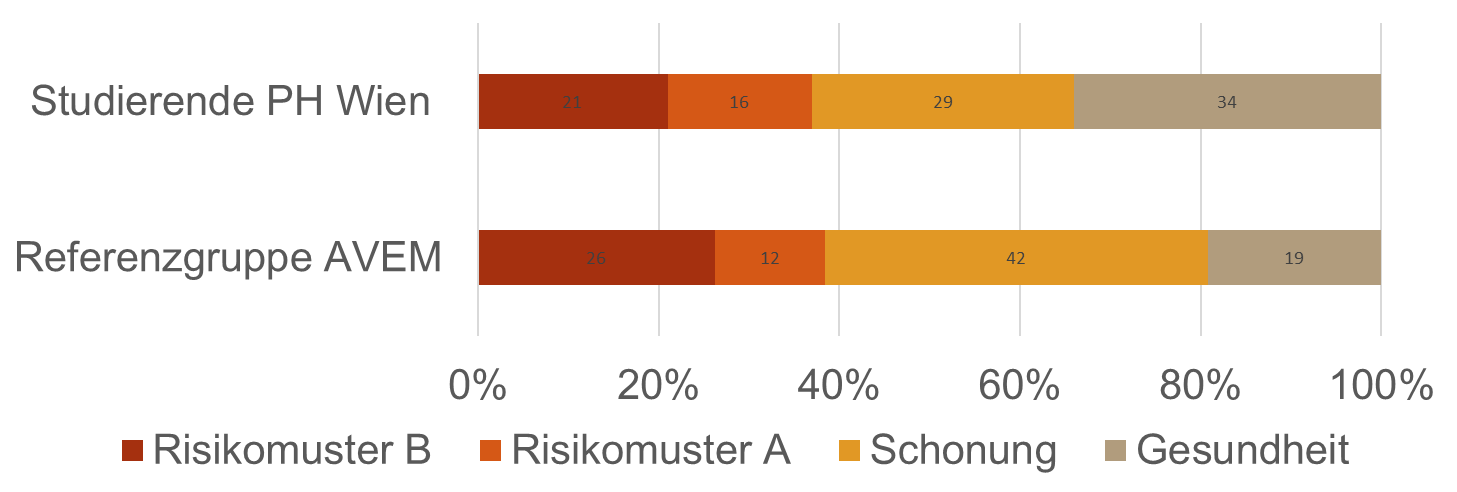 Studierende PH Wien
21 16 29 34
Referenzgruppe AVEM
26 12 42 19
0% 20% 40% 60% 80% 100%
Risikomuster B Risikomuster A Schonung Gesundheit